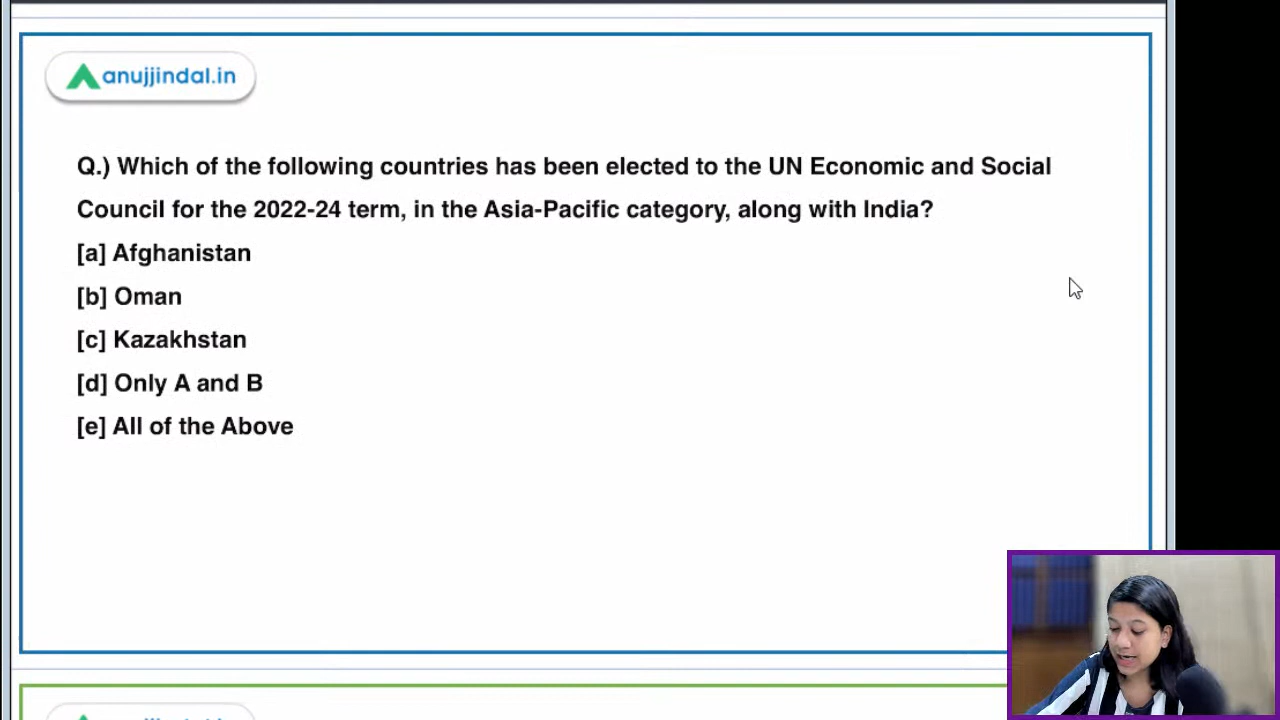 anujjindal.in
Q.) Which of the following countries has been elected to the UN Economic and Social
Council for the 2022-24 term, in the Asia-Pacific category, along with India?
[a] Afghanistan
[b] Oman
[c] Kazakhstan
[d] Only A and B
[e] All of the Above